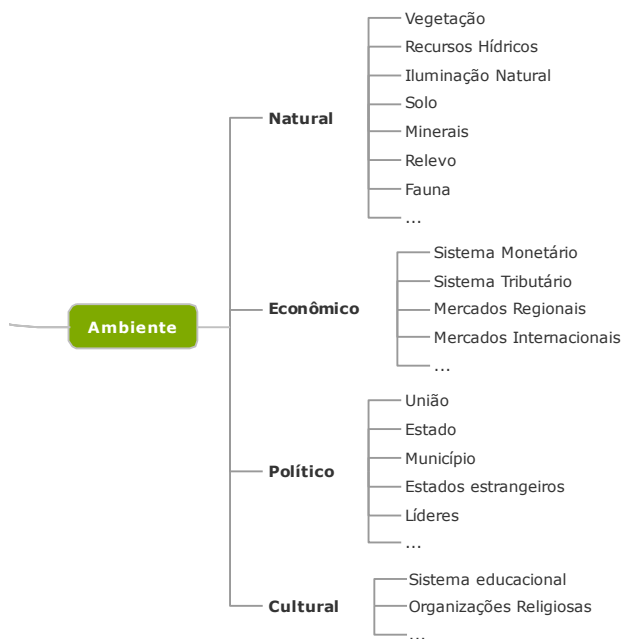 Ambiente
Natural
Vegetação
Recursos Hídricos
Iluminação Natural
Solo
Minerais
Relevo
Fauna
...
Econômico
Sistema Monetário
Sistema Tributário
Mercados Regionais
Mercados Internacionais
...
Político
União
Estado
Município
Estados estrangeiros
Líderes
...
Cultural
Sistema educacional
Organizações Religiosas
...